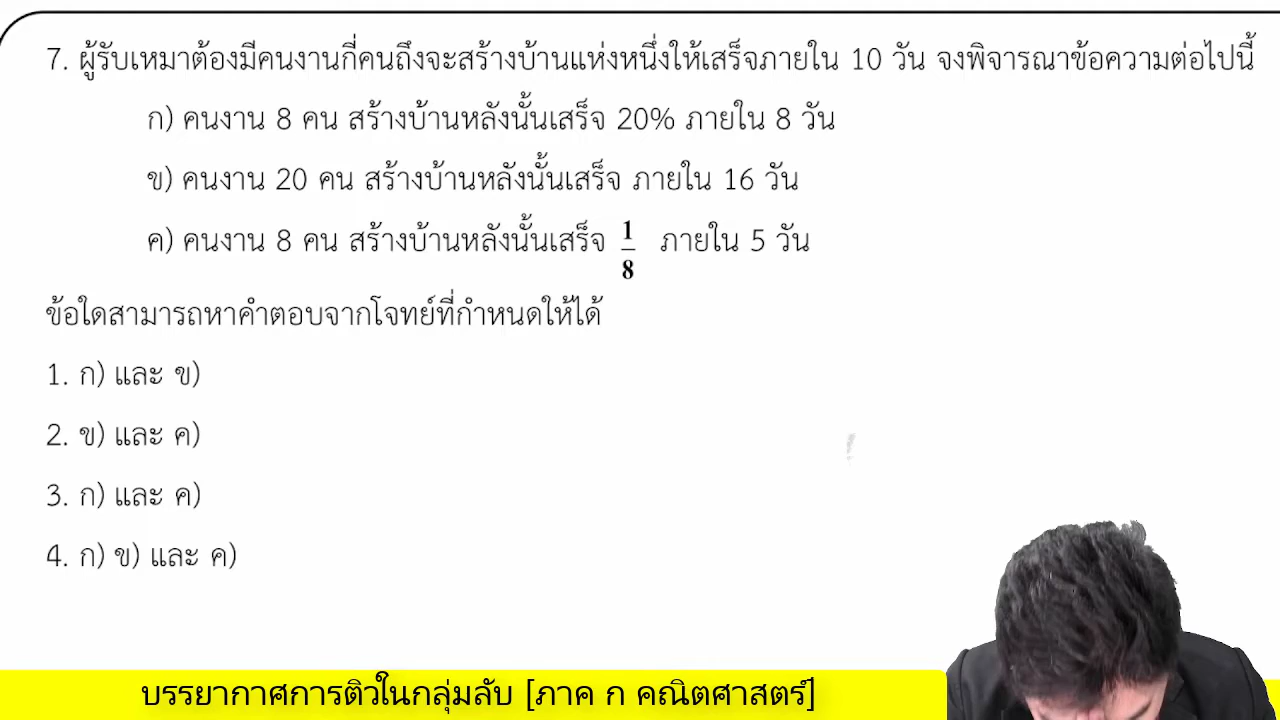 7. ผู้รับเหมาต้องมีคนงานกี่คนถึงจะสร้างบ้านแห่งหนึ่งให้เสร็จภายใน 10 วัน จงพิจารณาข้อความต่อไปนี้
ก) คนงาน 8 คน สร้างบ้านหลังนั้นเสร็จ 20% ภายใน 8 วัน
ข) คนงาน 20 คน สร้างบ้านหลังนั้นเสร็จ ภายใน 16 วัน
ค) คนงาน 8 คน สร้างบ้านหลังนั้นเสร็จ 1/8 ภายใน 5 วัน
ข้อใดสามารถหาคำตอบจากโจทย์ที่กำหนดให้ได้
1. ก) และ ข)
2. ข) และ ค)
3. ก) และ ค)
4. ก) ข) และ ค)
บรรยากาศการติวในกลุ่มลับ [ภาค ก คณิตศาสตร์]